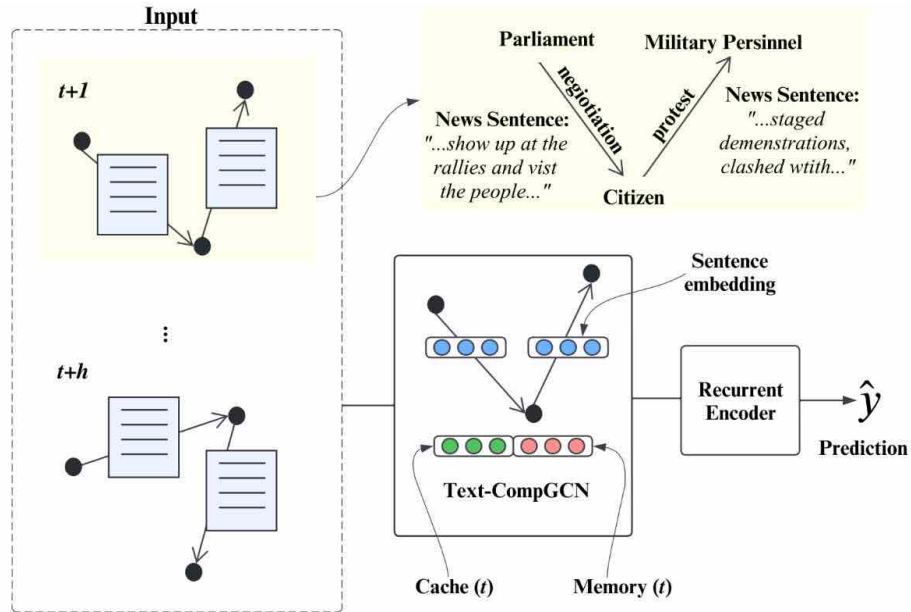 Input
t+1
Parliament
Military Persinnel
negiotiation
protest
News Sentence:
"...show up at the
rallies and vist
the people..."
News Sentence:
"...staged
demenstrations,
clashed wtith..."
Citizen
...
t+h
Sentence
embedding
Text-CompGCN
Recurrent
Encoder
ŷ
Prediction
Cache (t)
Memory (t)